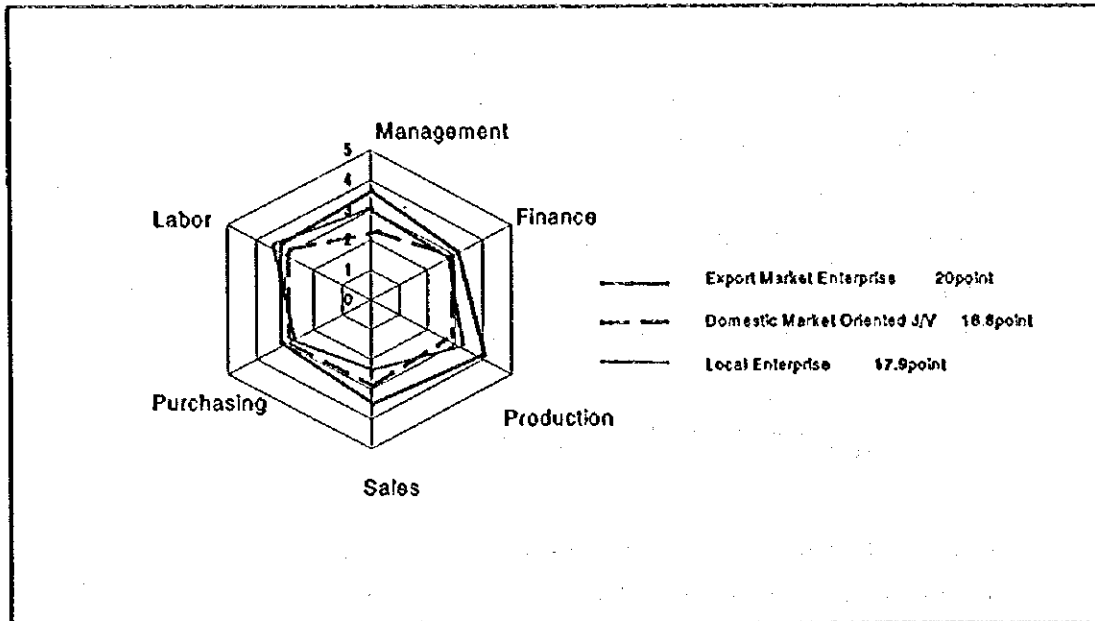 Management
5
4
3
2
1
0
Labor
Finance
Purchasing
Production
Sales
Export Market Enterprise 20point
Domestic Market Oriented J/V 16.8point
Local Enterprise 17.9point